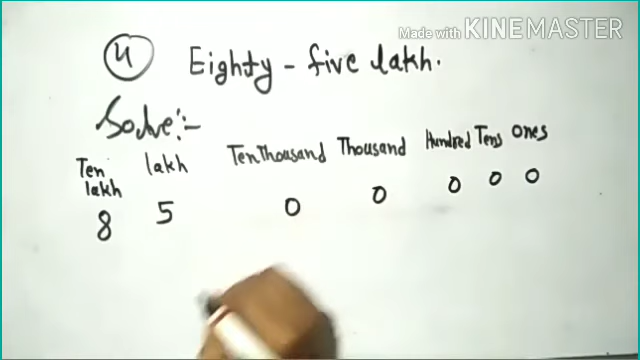 Made with KINEMASTER
4 Eighty-five lakh.
Solve:-
Ten lakh lakh Ten Thousand Thousand Hundred Tens ones
8 5 0 0 0 0 0